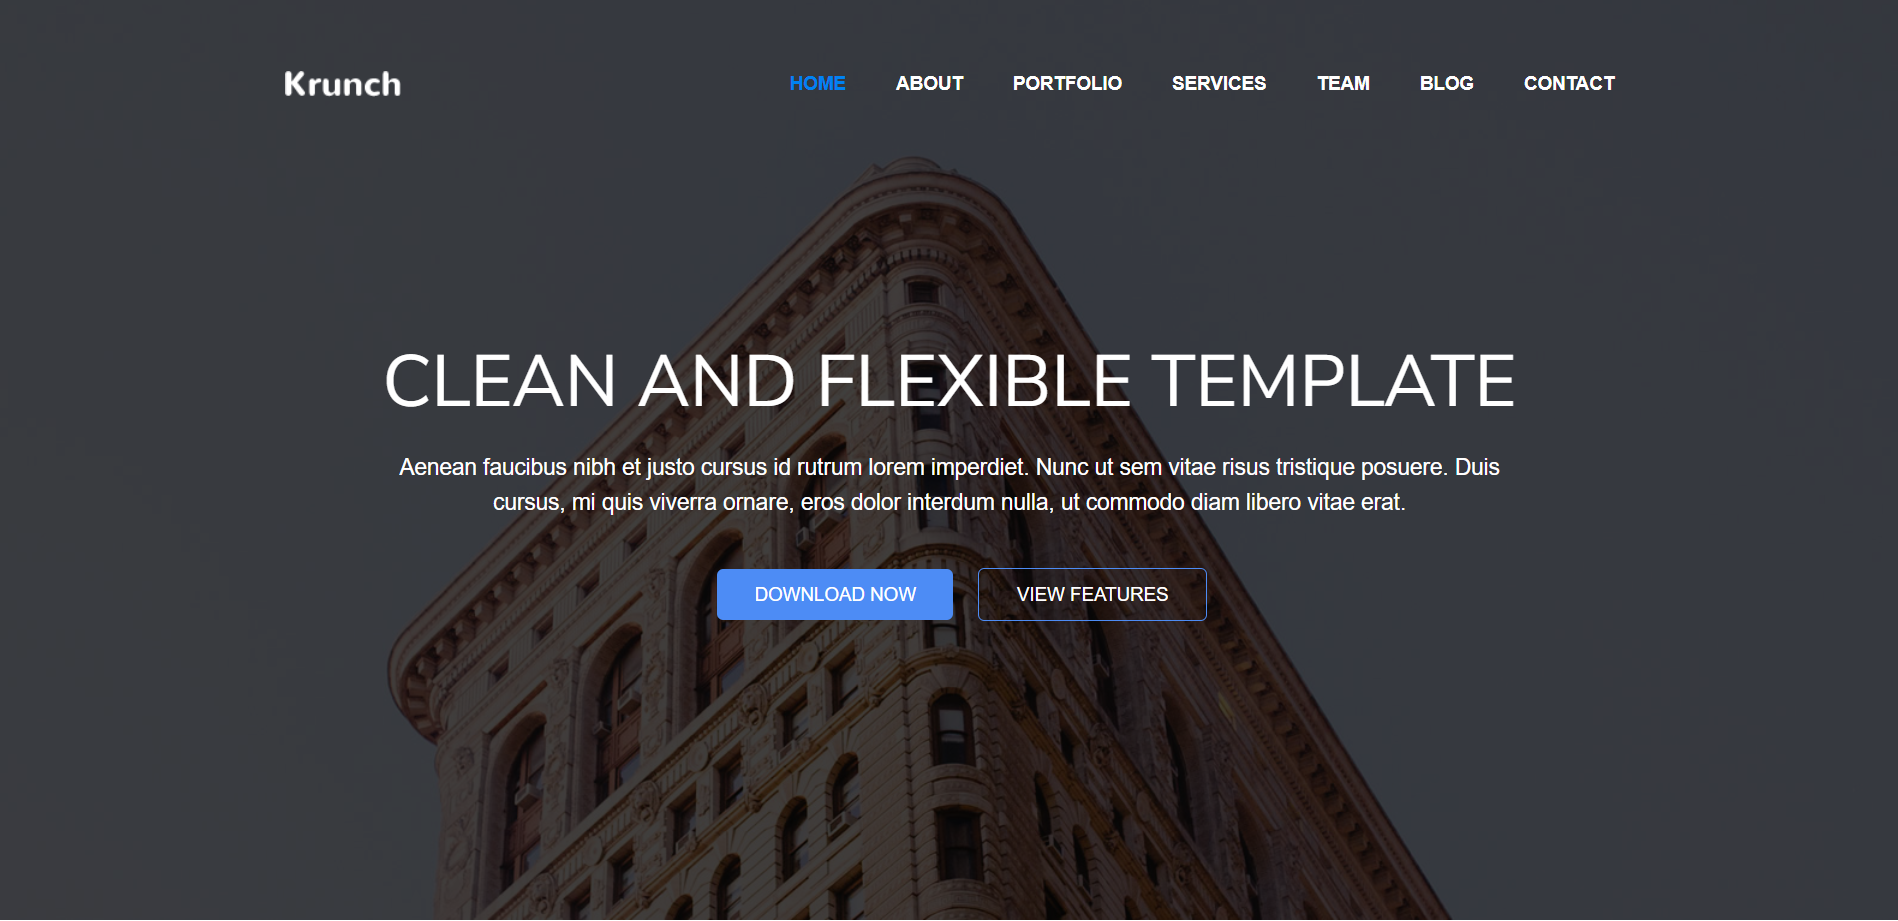 Krunch
HOME ABOUT PORTFOLIO SERVICES TEAM BLOG CONTACT
CLEAN AND FLEXIBLE TEMPLATE
Aenean faucibus nibh et justo cursus id rutrum lorem imperdiet. Nunc ut sem vitae risus tristique posuere. Duis
cursus, mi quis viverra ornare, eros dolor interdum nulla, ut commodo diam libero vitae erat.
DOWNLOAD NOW VIEW FEATURES